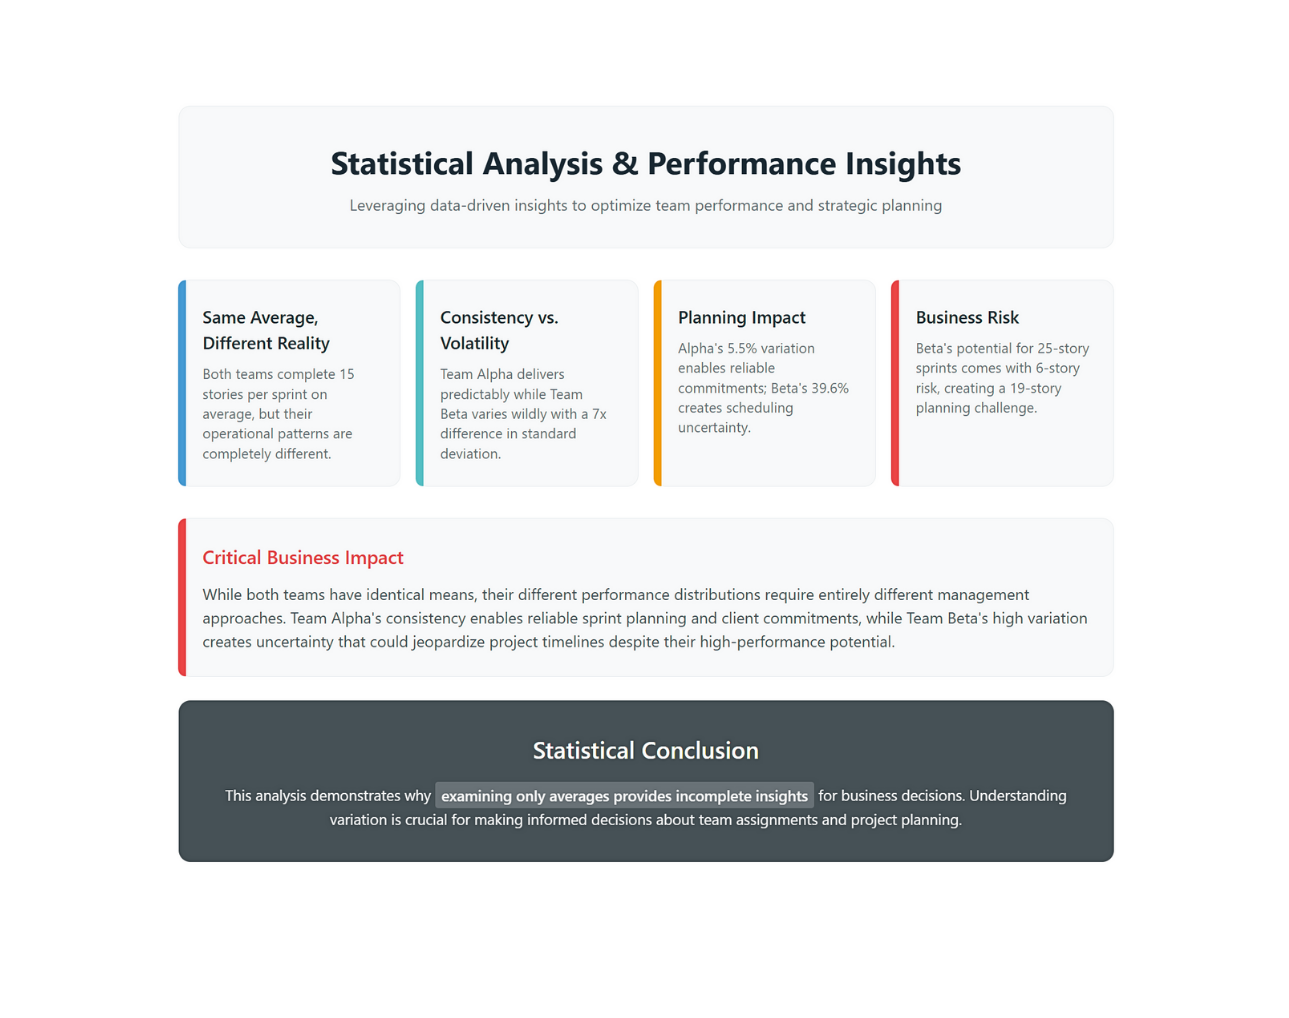 Statistical Analysis & Performance Insights
Leveraging data-driven insights to optimize team performance and strategic planning
Same Average,
Different Reality
Both teams complete 15
stories per sprint on
average, but their
operational patterns are
completely different.
Consistency vs.
Volatility
Team Alpha delivers
predictably while Team
Beta varies wildly with a 7x
difference in standard
deviation.
Planning Impact
Alpha's 5.5% variation
enables reliable
commitments; Beta's 39.6%
creates scheduling
uncertainty.
Business Risk
Beta's potential for 25-story
sprints comes with 6-story
risk, creating a 19-story
planning challenge.
Critical Business Impact
While both teams have identical means, their different performance distributions require entirely different management
approaches. Team Alpha's consistency enables reliable sprint planning and client commitments, while Team Beta's high variation
creates uncertainty that could jeopardize project timelines despite their high-performance potential.
Statistical Conclusion
This analysis demonstrates why examining only averages provides incomplete insights for business decisions. Understanding
variation is crucial for making informed decisions about team assignments and project planning.